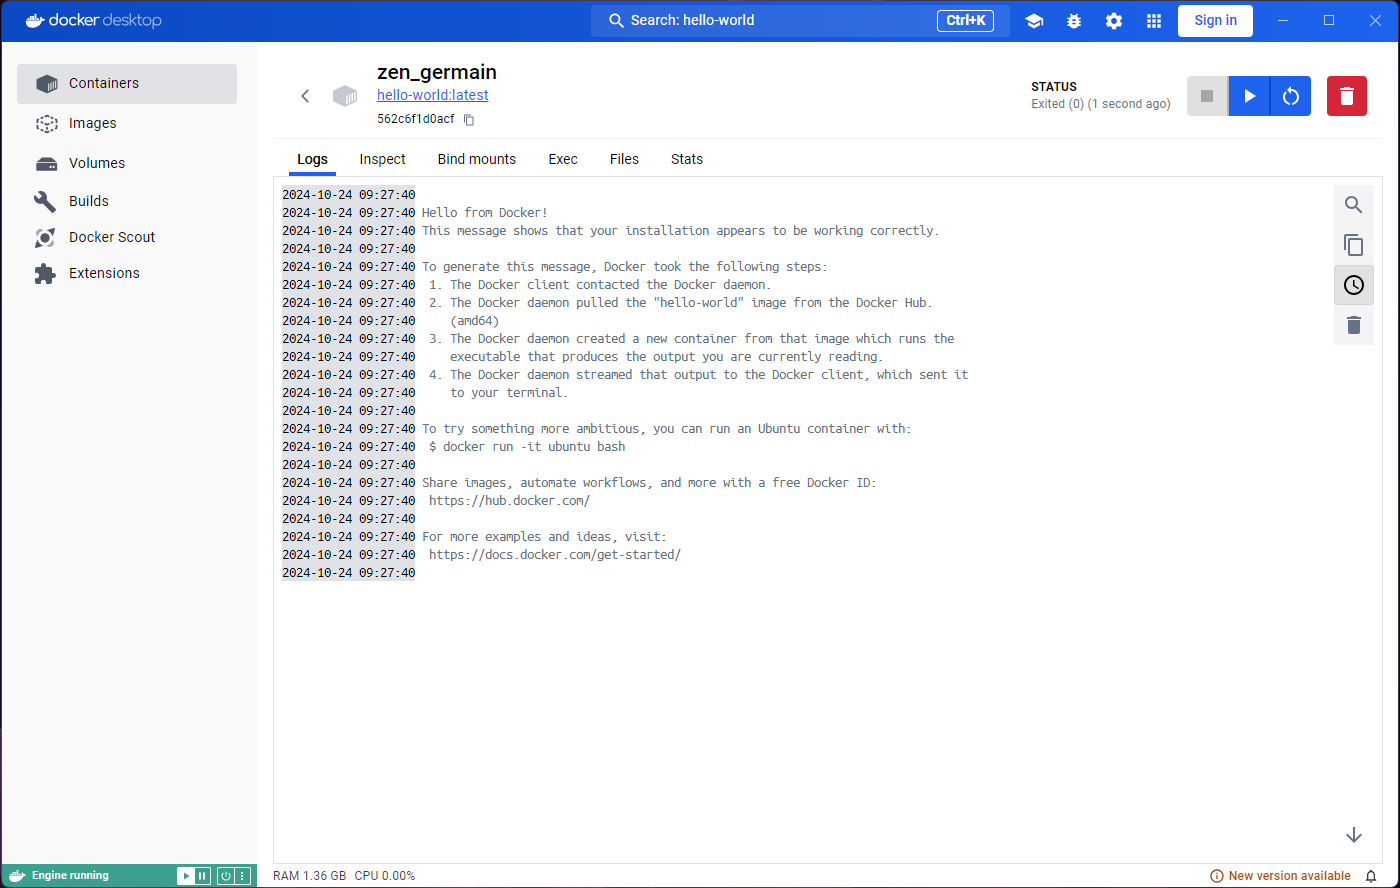 docker desktop
Search: hello-world
Ctrl+K
Sign in
Containers
Images
Volumes
Builds
Docker Scout
Extensions
zen_germain
hello-world:latest
562c6f1d0acf
STATUS
Exited (0) (1 second ago)
Logs Inspect Bind mounts Exec Files Stats
2024-10-24 09:27:40
2024-10-24 09:27:40 Hello from Docker!
2024-10-24 09:27:40 This message shows that your installation appears to be working correctly.
2024-10-24 09:27:40
2024-10-24 09:27:40 To generate this message, Docker took the following steps:
2024-10-24 09:27:40  1. The Docker client contacted the Docker daemon.
2024-10-24 09:27:40  2. The Docker daemon pulled the "hello-world" image from the Docker Hub.
2024-10-24 09:27:40     (amd64)
2024-10-24 09:27:40  3. The Docker daemon created a new container from that image which runs the
2024-10-24 09:27:40     executable that produces the output you are currently reading.
2024-10-24 09:27:40  4. The Docker daemon streamed that output to the Docker client, which sent it
2024-10-24 09:27:40     to your terminal.
2024-10-24 09:27:40
2024-10-24 09:27:40 To try something more ambitious, you can run an Ubuntu container with:
2024-10-24 09:27:40  $ docker run -it ubuntu bash
2024-10-24 09:27:40
2024-10-24 09:27:40 Share images, automate workflows, and more with a free Docker ID:
2024-10-24 09:27:40  https://hub.docker.com/
2024-10-24 09:27:40
2024-10-24 09:27:40 For more examples and ideas, visit:
2024-10-24 09:27:40  https://docs.docker.com/get-started/
2024-10-24 09:27:40
Engine running
RAM 1.36 GB CPU 0.00%
New version available